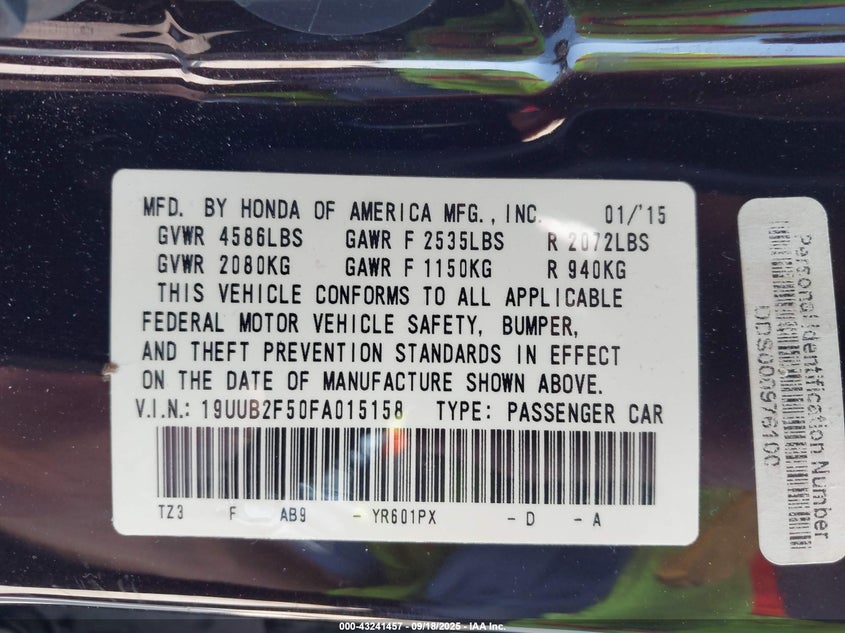 MFD. BY HONDA OF AMERICA MFG., INC. 01/'15
GVWR 4586LBS GAWR F 2535LBS R 2072LBS
GVWR 2080KG GAWR F 1150KG R 940KG
THIS VEHICLE CONFORMS TO ALL APPLICABLE
FEDERAL MOTOR VEHICLE SAFETY, BUMPER,
AND THEFT PREVENTION STANDARDS IN EFFECT
ON THE DATE OF MANUFACTURE SHOWN ABOVE.
V.I.N.: 19UUB2F50FA015158 TYPE: PASSENGER CAR
TZ3 F AB9 - YR601PX - D - A
Personal Identification Number
DDS000976100
000-43241457 - 09/18/2025 - IAA Inc.